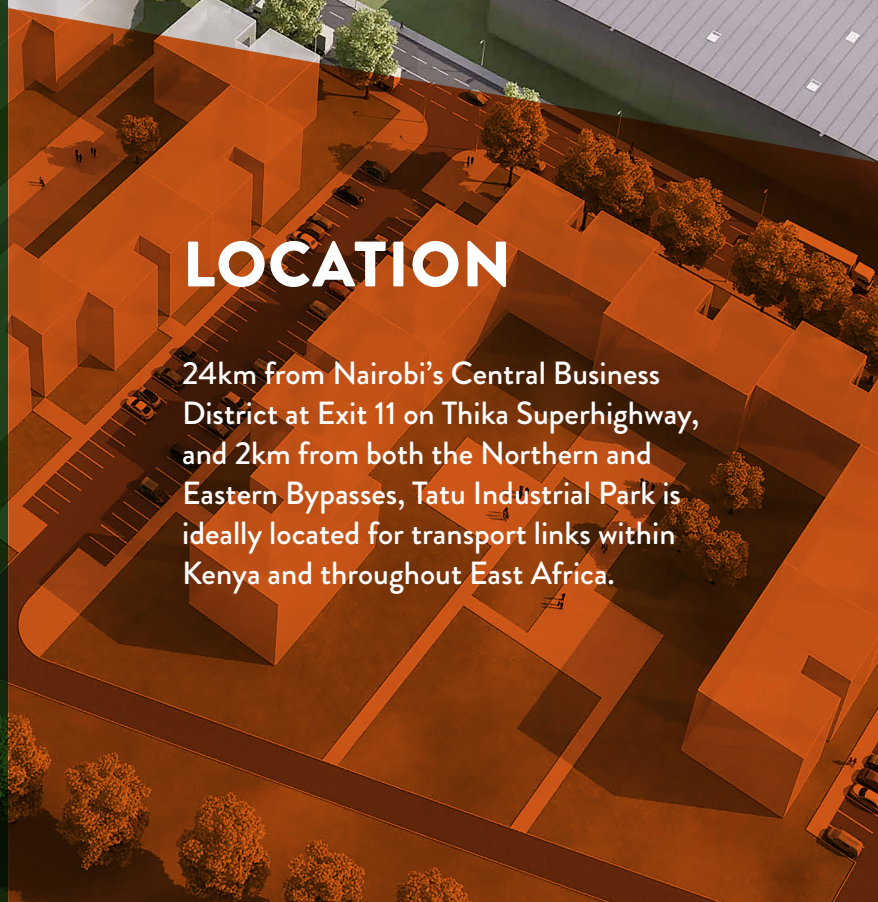 LOCATION
24km from Nairobi’s Central Business
District at Exit 11 on Thika Superhighway,
and 2km from both the Northern and
Eastern Bypasses, Tatu Industrial Park is
ideally located for transport links within
Kenya and throughout East Africa.